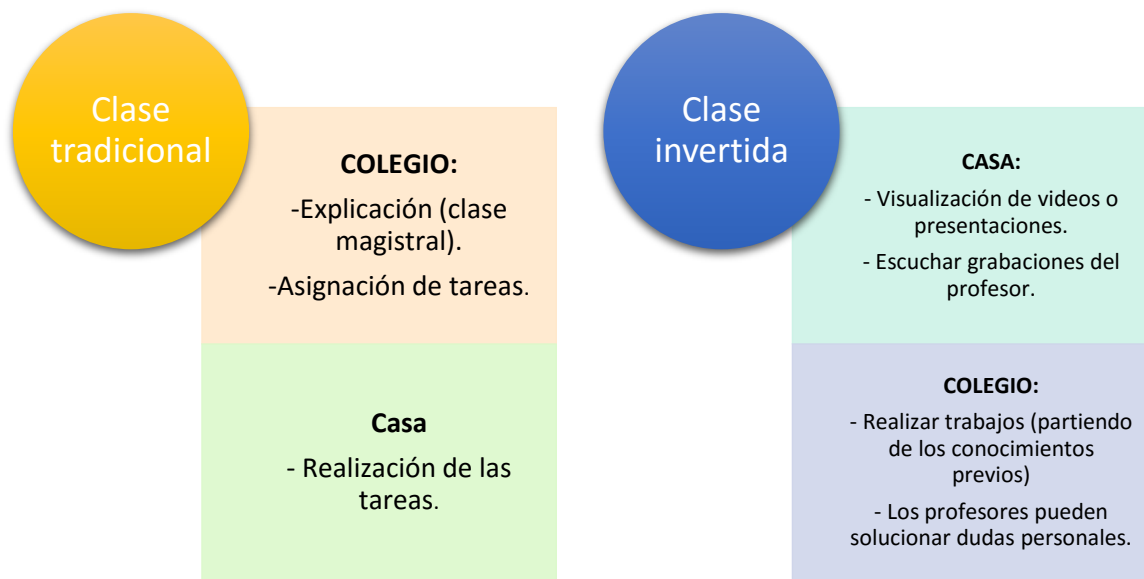 Clase
tradicional
COLEGIO:
-Explicación (clase
magistral).
-Asignación de tareas.
Casa
- Realización de las
tareas.
Clase
invertida
CASA:
- Visualización de videos o
presentaciones.
- Escuchar grabaciones del
profesor.
COLEGIO:
- Realizar trabajos (partiendo
de los conocimientos
previos)
- Los profesores pueden
solucionar dudas personales.